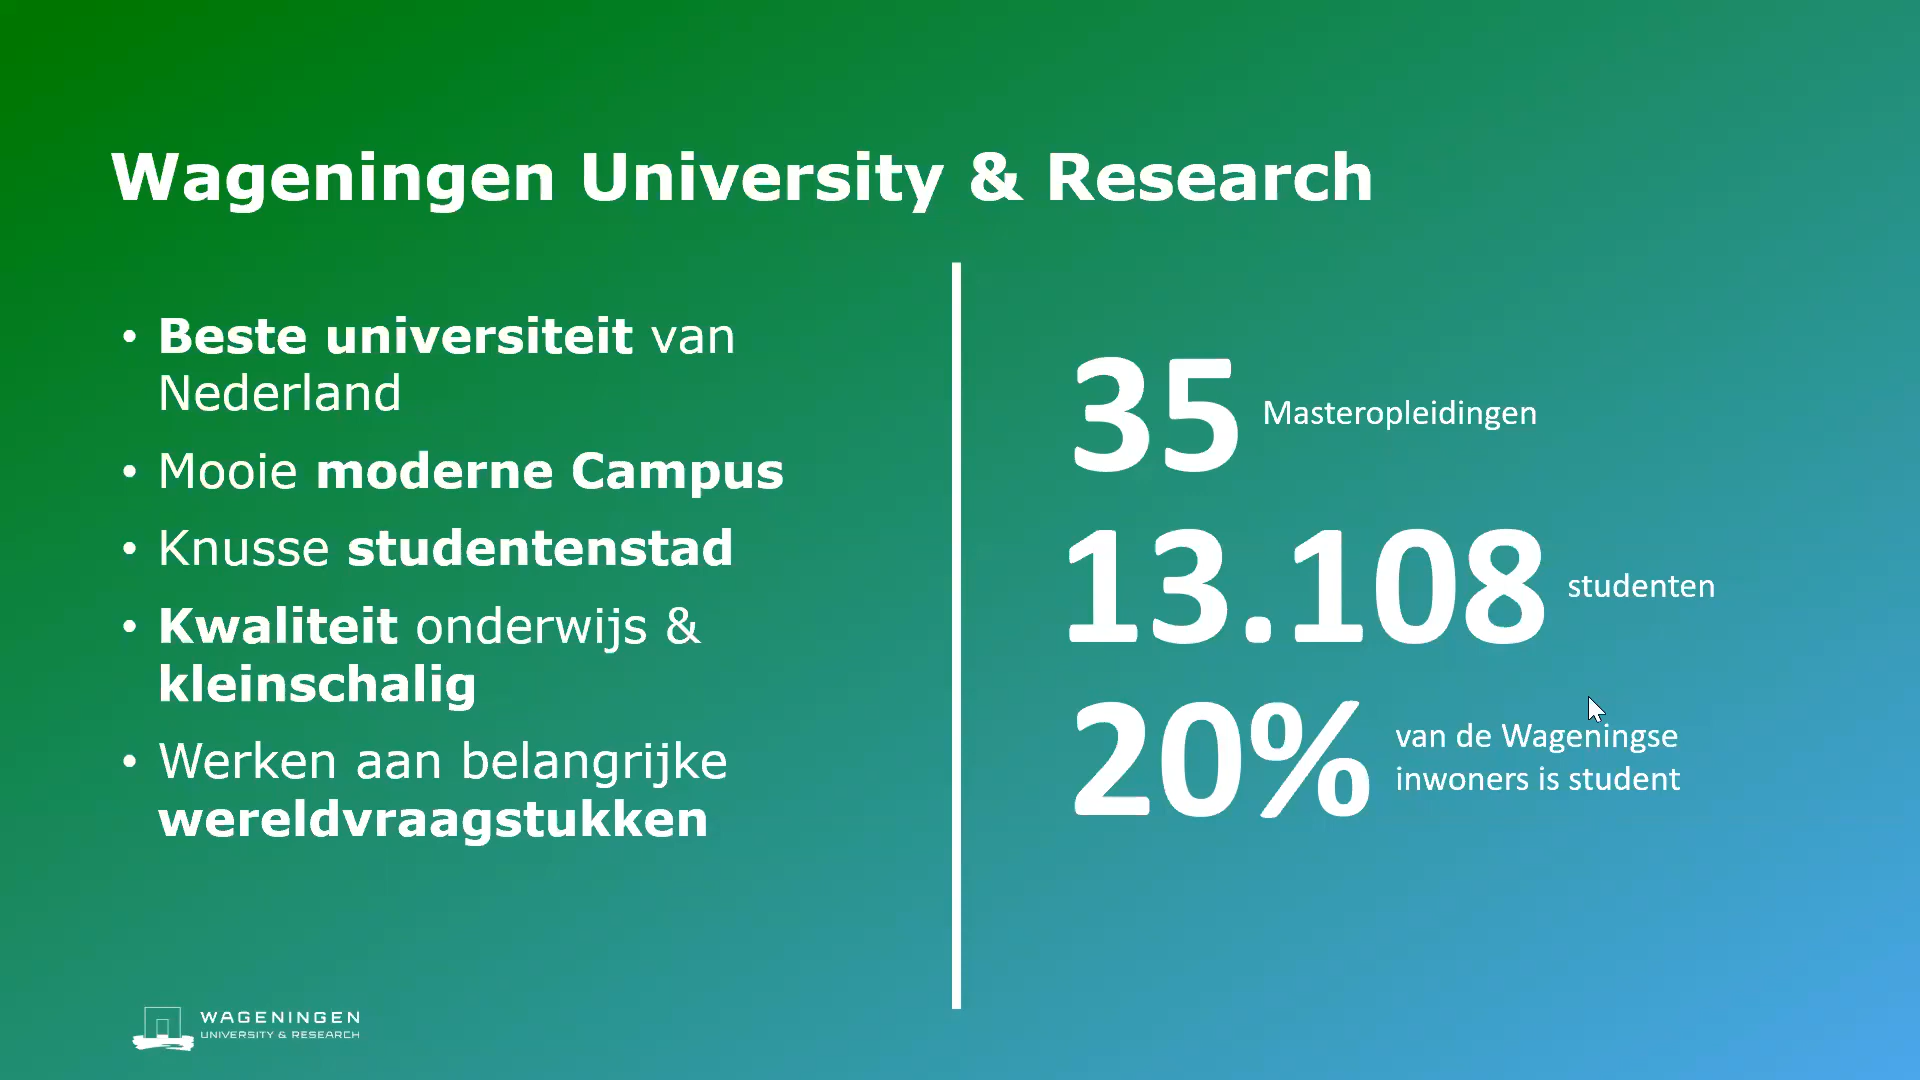 Wageningen University & Research
• Beste universiteit van
Nederland
• Mooie moderne Campus
• Knusse studentenstad
• Kwaliteit onderwijs &
kleinschalig
• Werken aan belangrijke
wereldvraagstukken
35 Masteropleidingen
13.108 studenten
20% van de Wageningse
inwoners is student
WAGENINGEN
UNIVERSITY & RESEARCH